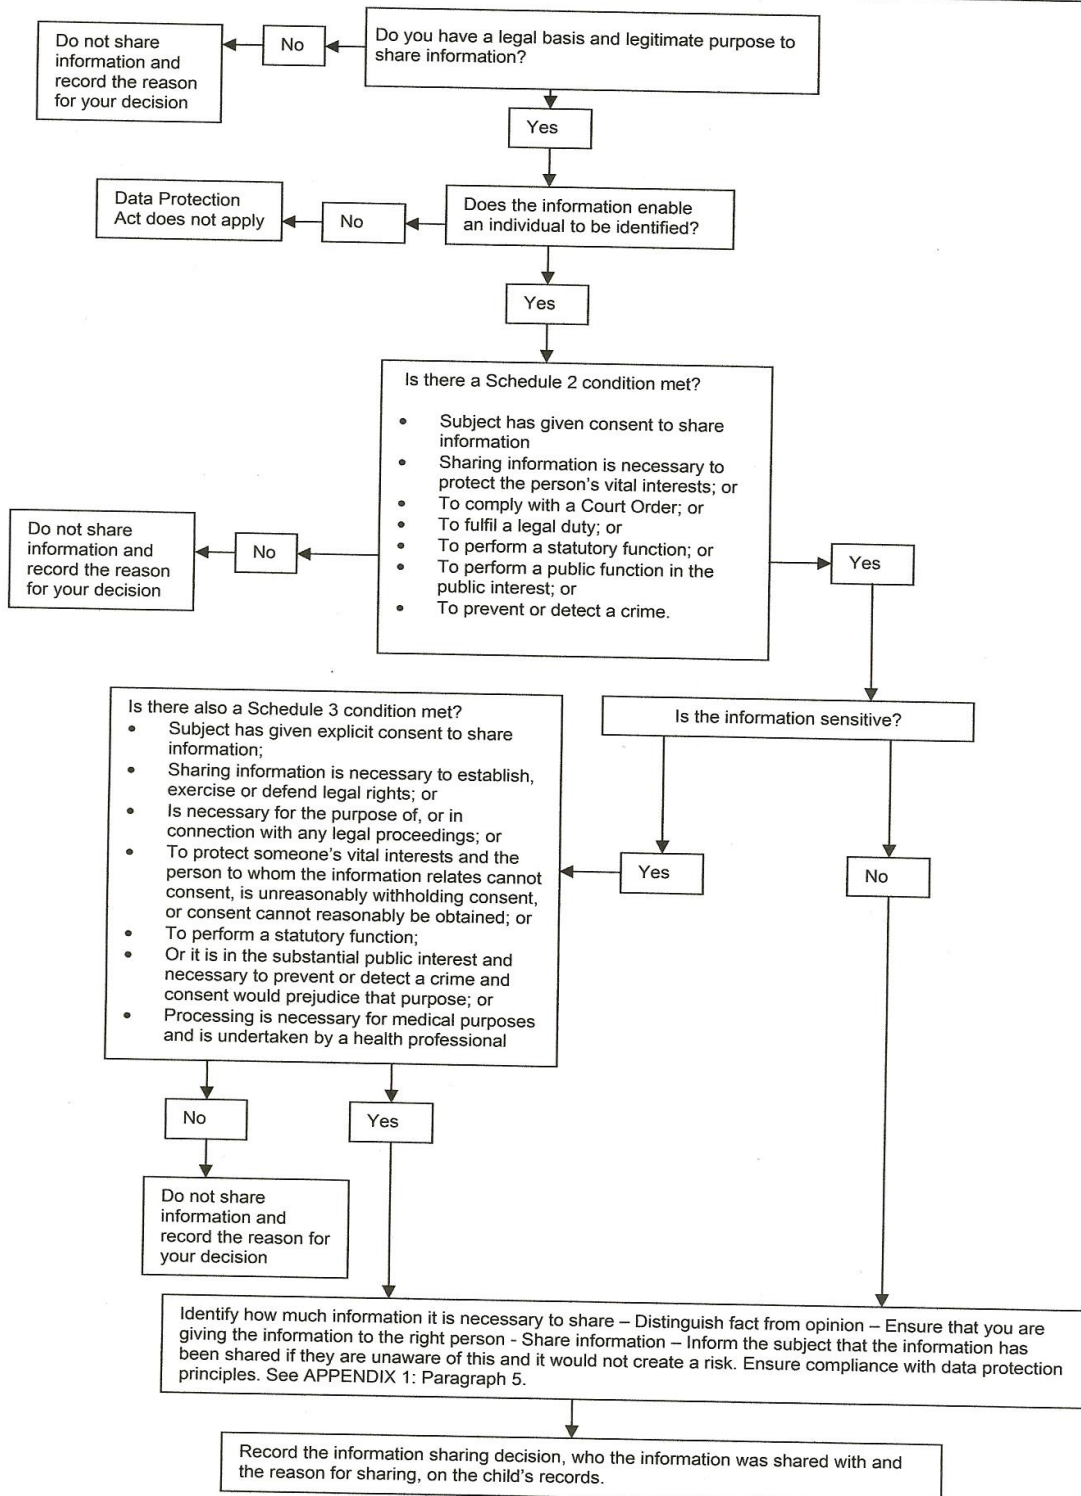 Do you have a legal basis and legitimate purpose to
share information?
No
Do not share
information and
record the reason
for your decision
Yes
Does the information enable
an individual to be identified?
No
Data Protection
Act does not apply
Yes
Is there a Schedule 2 condition met?
• Subject has given consent to share
information
• Sharing information is necessary to
protect the person's vital interests; or
• To comply with a Court Order; or
• To fulfil a legal duty; or
• To perform a statutory function; or
• To perform a public function in the
public interest; or
• To prevent or detect a crime.
No
Do not share
information and
record the reason
for your decision
Yes
Is the information sensitive?
Yes
No
Is there also a Schedule 3 condition met?
• Subject has given explicit consent to share
information;
• Sharing information is necessary to establish,
exercise or defend legal rights; or
• Is necessary for the purpose of, or in
connection with any legal proceedings; or
• To protect someone's vital interests and the
person to whom the information relates cannot
consent, is unreasonably withholding consent,
or consent cannot reasonably be obtained; or
• To perform a statutory function;
• Or it is in the substantial public interest and
necessary to prevent or detect a crime and
consent would prejudice that purpose; or
• Processing is necessary for medical purposes
and is undertaken by a health professional
No
Yes
Do not share
information and
record the reason for
your decision
Identify how much information it is necessary to share – Distinguish fact from opinion – Ensure that you are
giving the information to the right person - Share information – Inform the subject that the information has
been shared if they are unaware of this and it would not create a risk. Ensure compliance with data protection
principles. See APPENDIX 1: Paragraph 5.
Record the information sharing decision, who the information was shared with and
the reason for sharing, on the child's records.